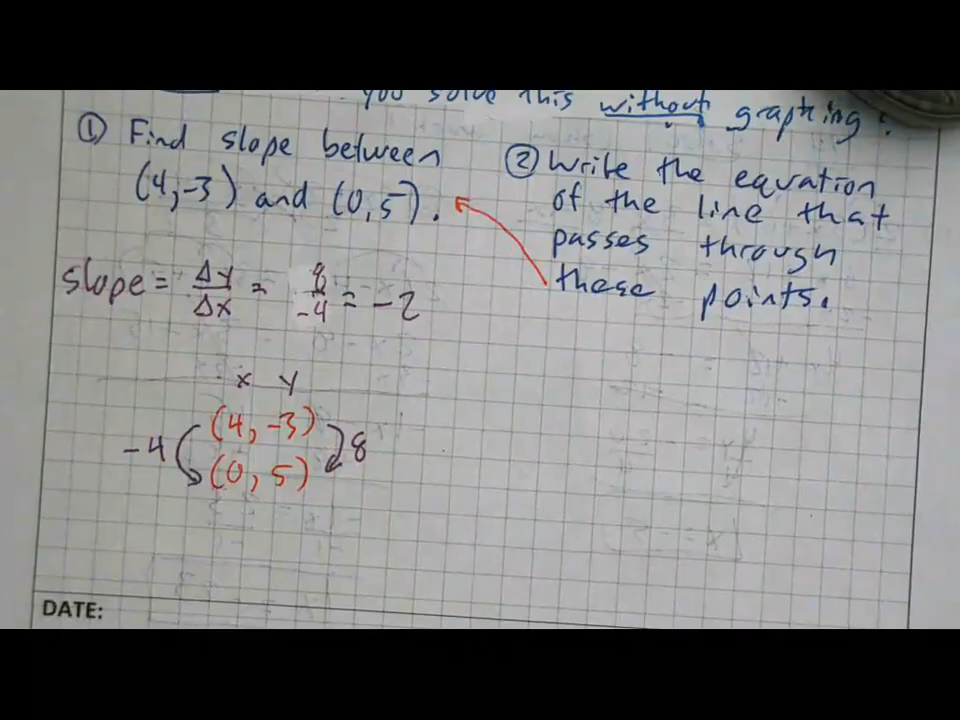 you solve this without graphing?
① Find slope between
(4,-3) and (0,5).
slope = Δy/Δx = 8/-4 = -2
x y
(4, -3)
-4 8
(0, 5)
② Write the equation
of the line that
passes through
these points.
DATE: